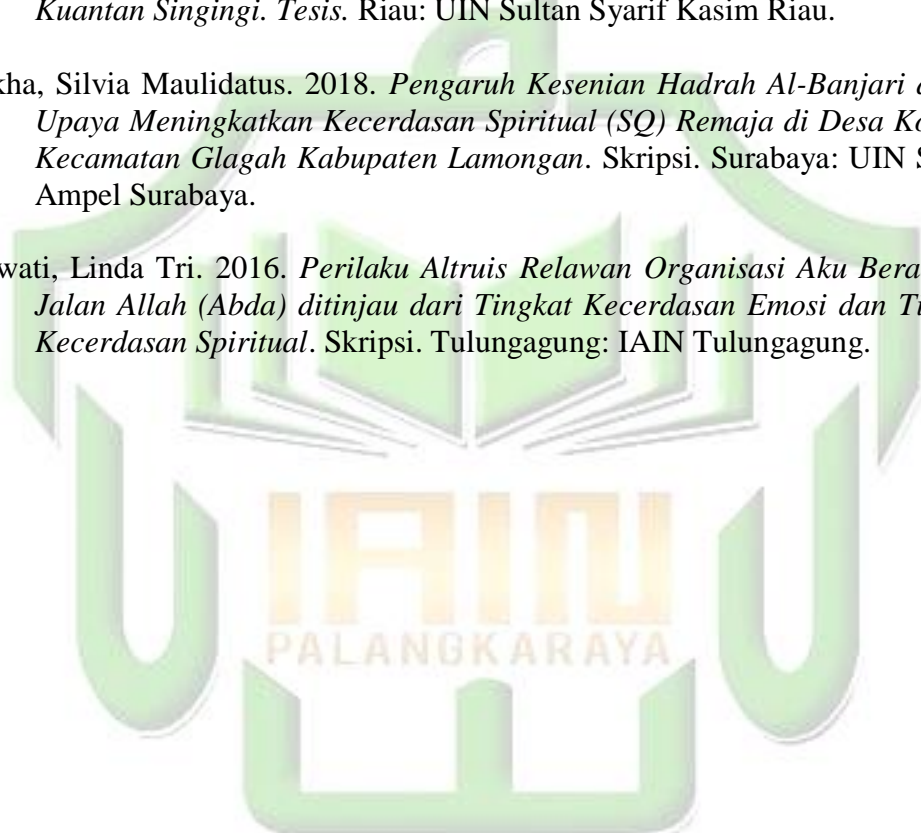 Kuantan Singingi. Tesis. Riau: UIN Sultan Syarif Kasim Riau.
kha, Silvia Maulidatus. 2018. Pengaruh Kesenian Hadrah Al-Banjari
Upaya Meningkatkan Kecerdasan Spiritual (SQ) Remaja di Desa
Kecamatan Glagah Kabupaten Lamongan. Skripsi. Surabaya: UIN
Ampel Surabaya.
wati, Linda Tri. 2016. Perilaku Altruis Relawan Organisasi Aku
Jalan Allah (Abda) ditinjau dari Tingkat Kecerdasan Emosi dan
Kecerdasan Spiritual. Skripsi. Tulungagung: IAIN Tulungagung.
IAIN
PALANGKARAYA